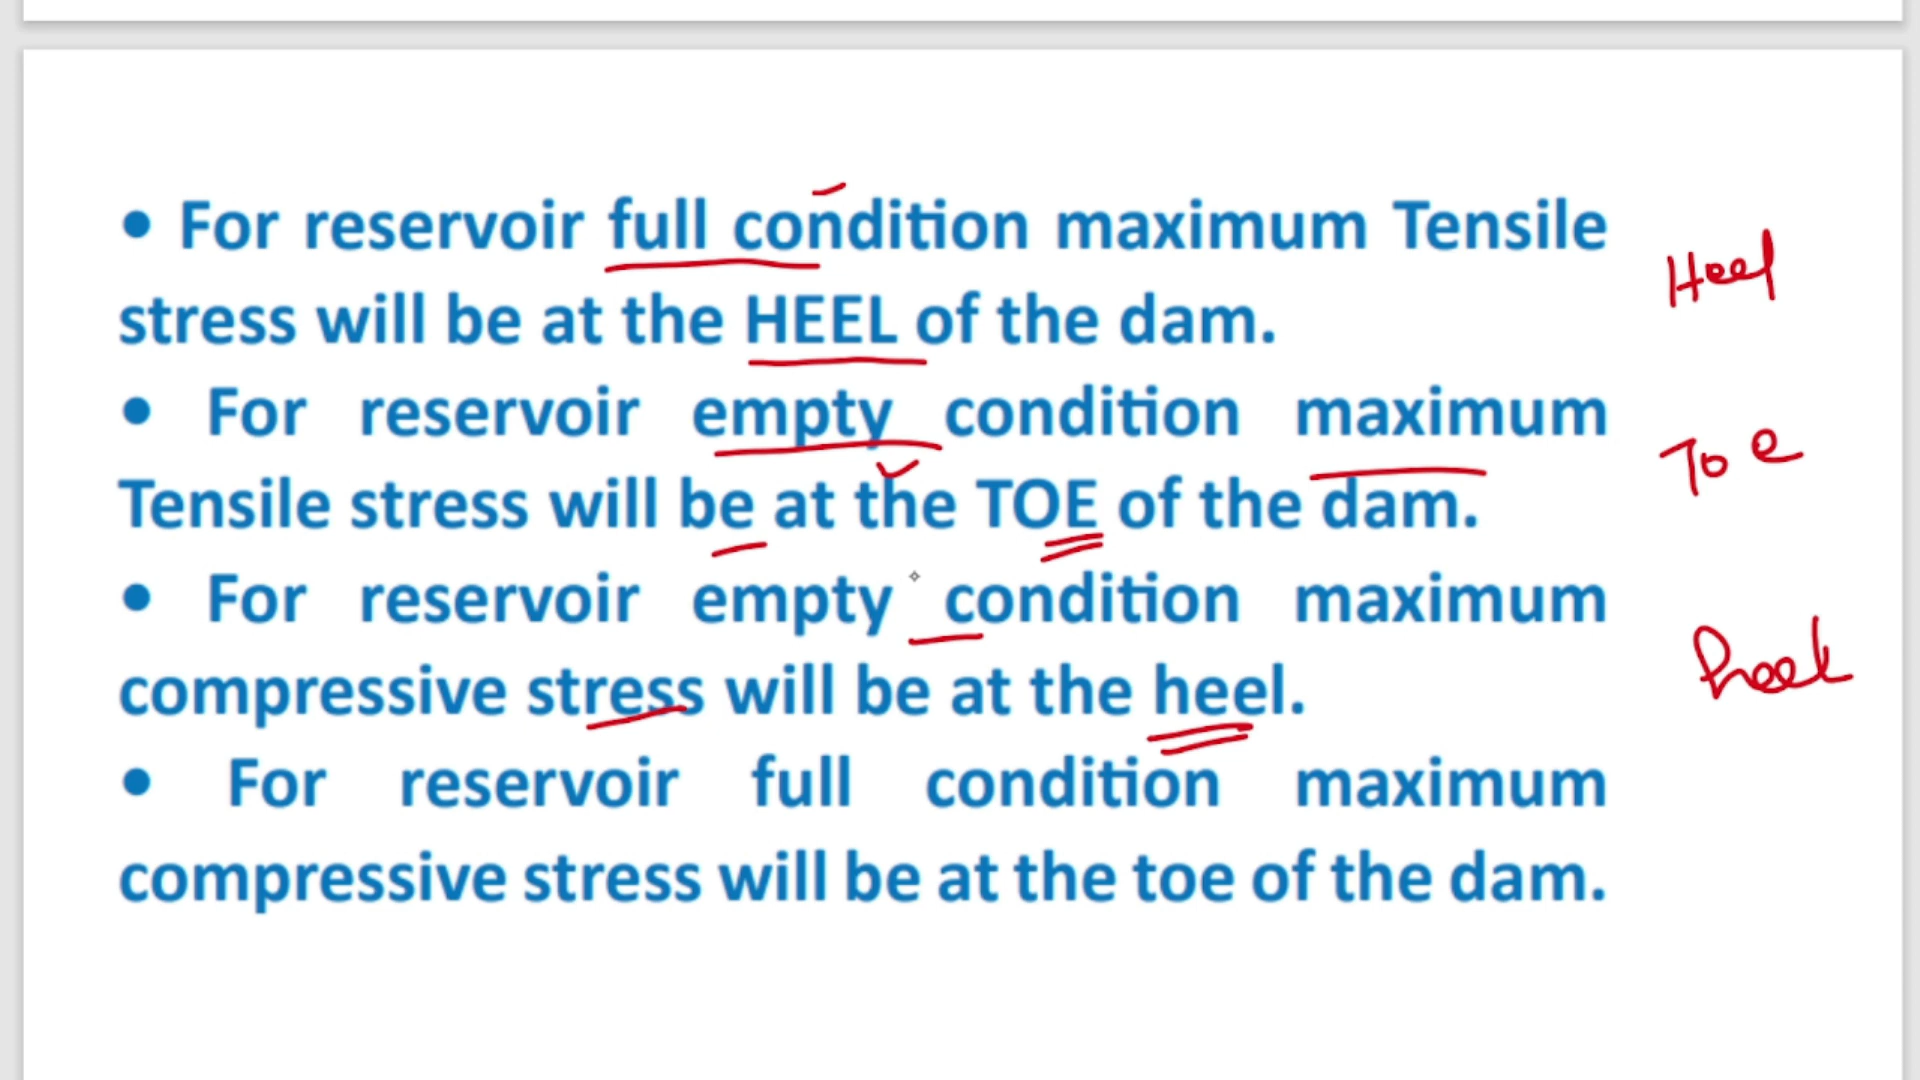 • For reservoir full condition maximum Tensile
Heel
stress will be at the HEEL of the dam.
• For reservoir empty condition maximum
Toe
Tensile stress will be at the TOE of the dam.
• For reservoir empty condition maximum
heel
compressive stress will be at the heel.
• For reservoir full condition maximum
compressive stress will be at the toe of the dam.